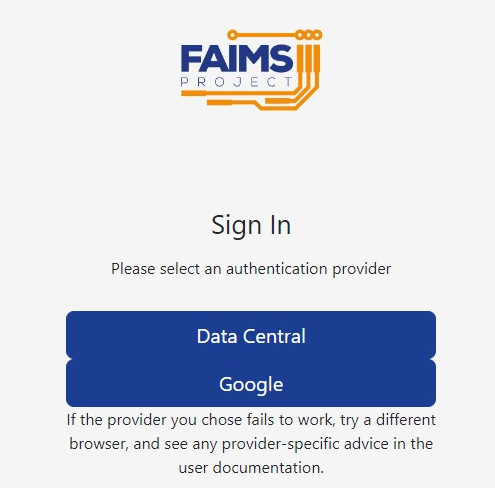 FAIMS
PROJECT
Sign In
Please select an authentication provider
Data Central
Google
If the provider you chose fails to work, try a different
browser, and see any provider-specific advice in the
user documentation.